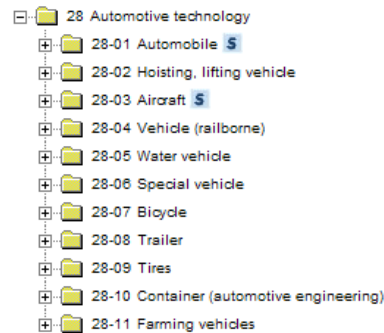 28 Automotive technology
28-01 Automobile S
28-02 Hoisting, lifting vehicle
28-03 Aircraft S
28-04 Vehicle (railborne)
28-05 Water vehicle
28-06 Special vehicle
28-07 Bicycle
28-08 Trailer
28-09 Tires
28-10 Container (automotive engineering)
28-11 Farming vehicles